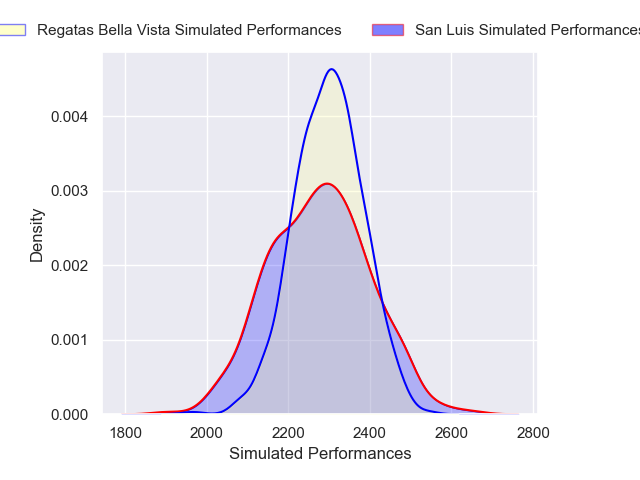 Regatas Bella Vista Simulated Performances
San Luis Simulated Performances
0.004
0.003
0.002
0.001
0.000
Density
1800 2000 2200 2400 2600 2800
Simulated Performances